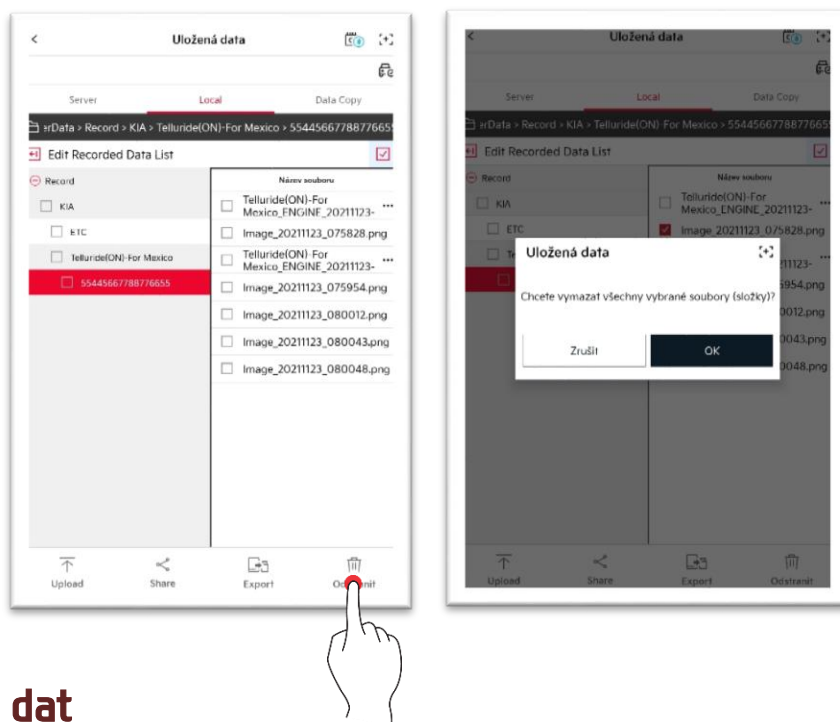 Uložená data
Server Local Data Copy
erData > Record > KIA > Telluride(ON)-For Mexico > 55445667788776655
Edit Recorded Data List
Record
KIA
ETC
Telluride(ON)-For Mexico
55445667788776655
Název souboru
Telluride(ON)-For
Mexico_ENGINE_20211123-
Image_20211123_075828.png
Telluride(ON)-For
Mexico_ENGINE_20211123-
Image_20211123_075954.png
Image_20211123_080012.png
Image_20211123_080043.png
Image_20211123_080048.png
Upload Share Export Odstranit
Uložená data
Server Local Data Copy
erData > Record > KIA > Telluride(ON)-For Mexico > 55445667788776655
Edit Recorded Data List
Record
KIA
ETC
Název souboru
Telluride(ON)-For
Mexico_ENGINE_20211123-
Image_20211123_075828.png
1123-
5954.png
0012.png
0043.png
0048.png
Uložená data
Chcete vymazat všechny vybrané soubory (složky)?
Zrušit OK
Upload Share Export Odstranit
dat